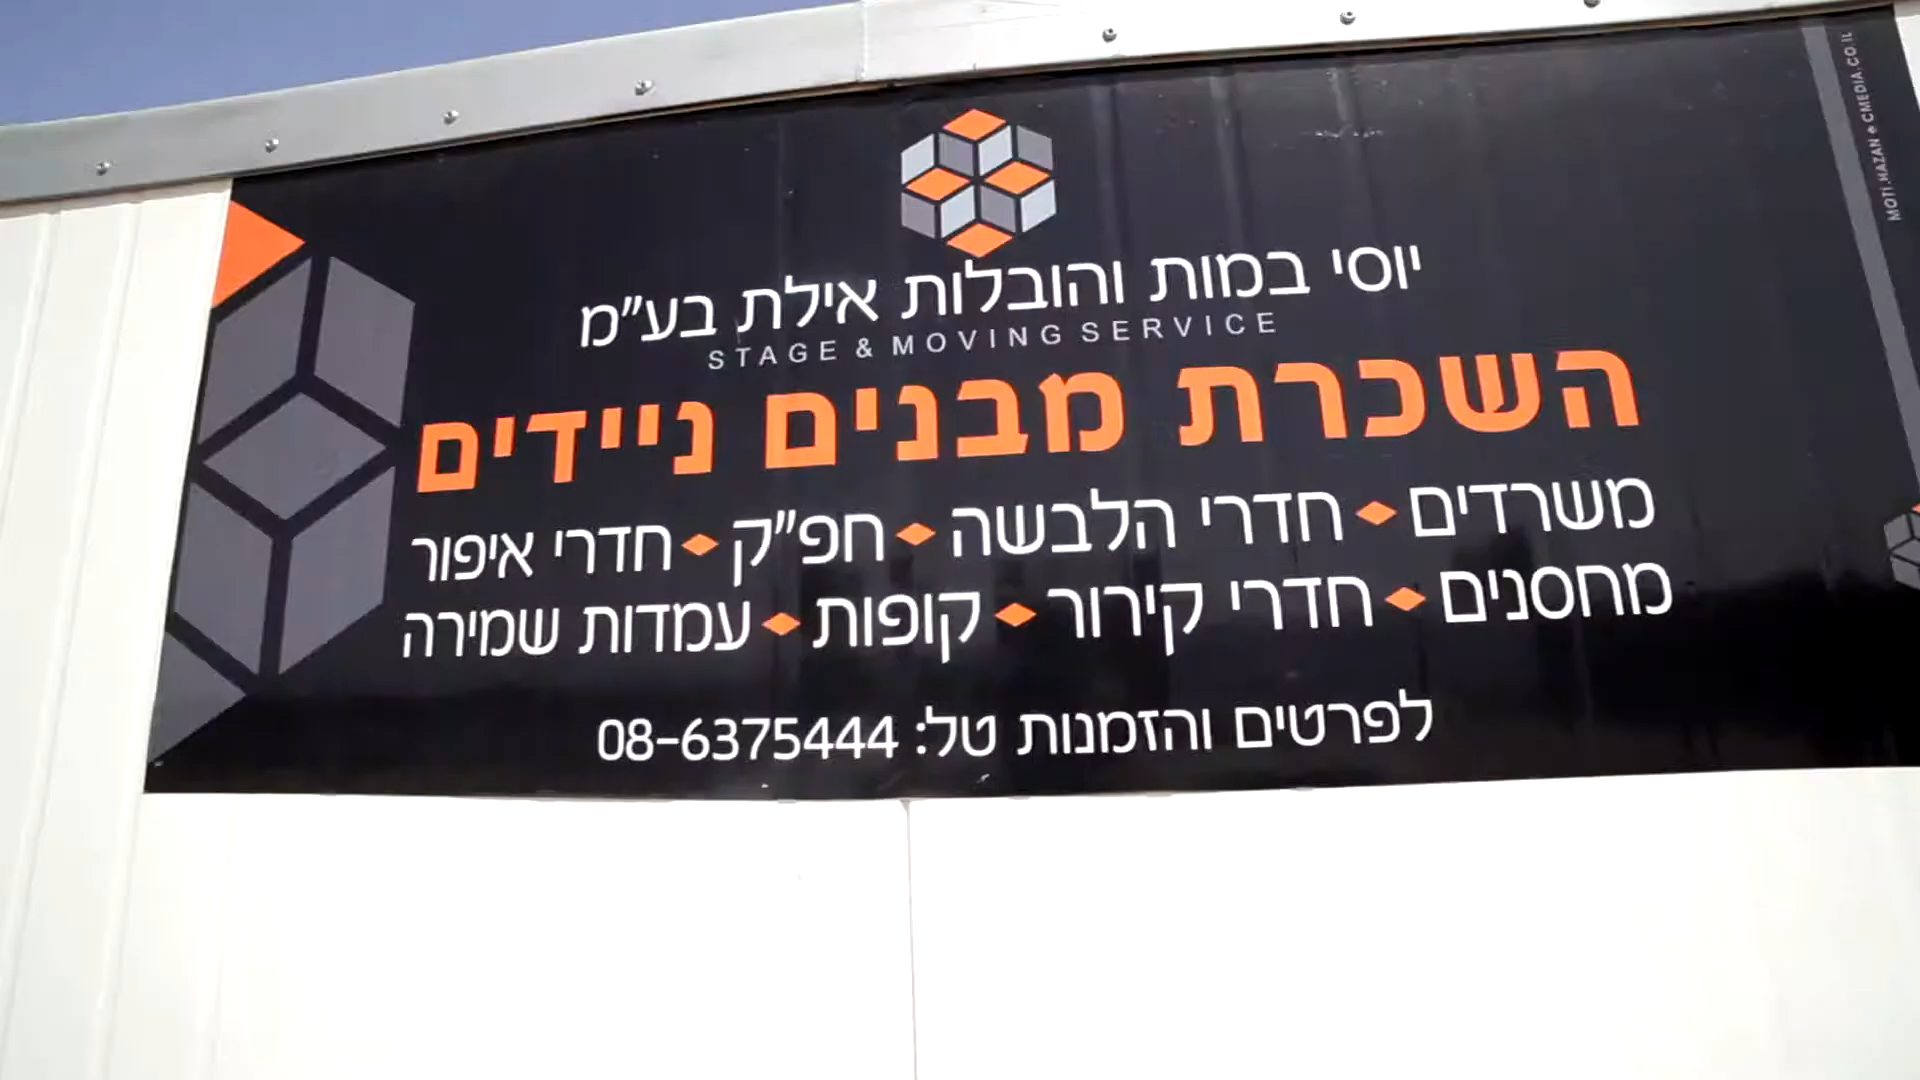 יוסי במות והובלות אילת בע"מ
STAGE & MOVING SERVICE
השכרת מבנים ניידים
משרדים ♦ חדרי הלבשה ♦ חפ"ק ♦ חדרי איפור
מחסנים ♦ חדרי קירור ♦ קופות ♦ עמדות שמירה
לפרטים והזמנות טל: 08-6375444
MOTI.HAZAN@CMEDIA.CO.IL